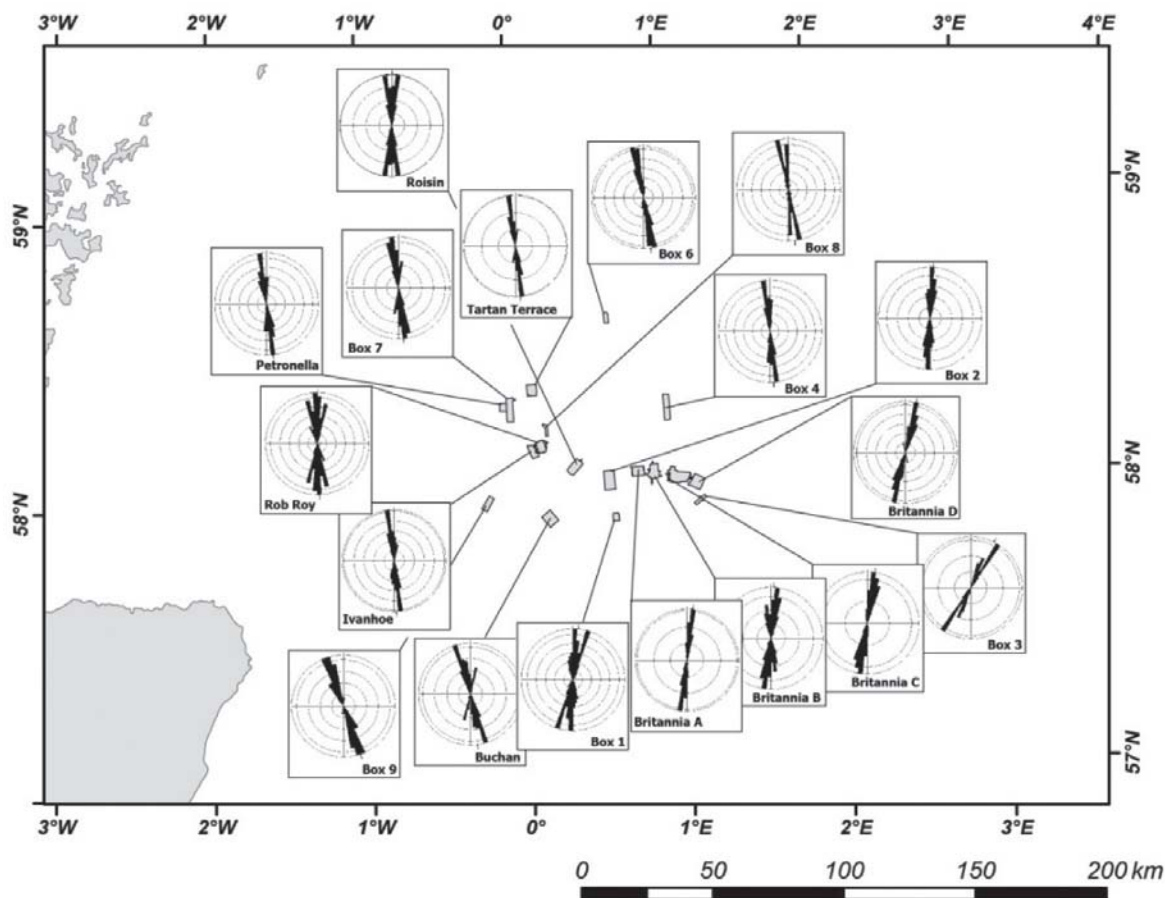 3°W 2°W 1°W 0° 1°E 2°E 3°E 4°E
59°N
59°N
58°N
58°N
57°N
Roisin
Box 6
Box 8
Tartan Terrace
Box 7
Petronella
Box 4
Box 2
Rob Roy
Britannia D
Ivanhoe
Box 3
Britannia C
Britannia B
Britannia A
Box 1
Buchan
Box 9
3°W 2°W 1°W 0° 1°E 2°E 3°E
0 50 100 150 200 km